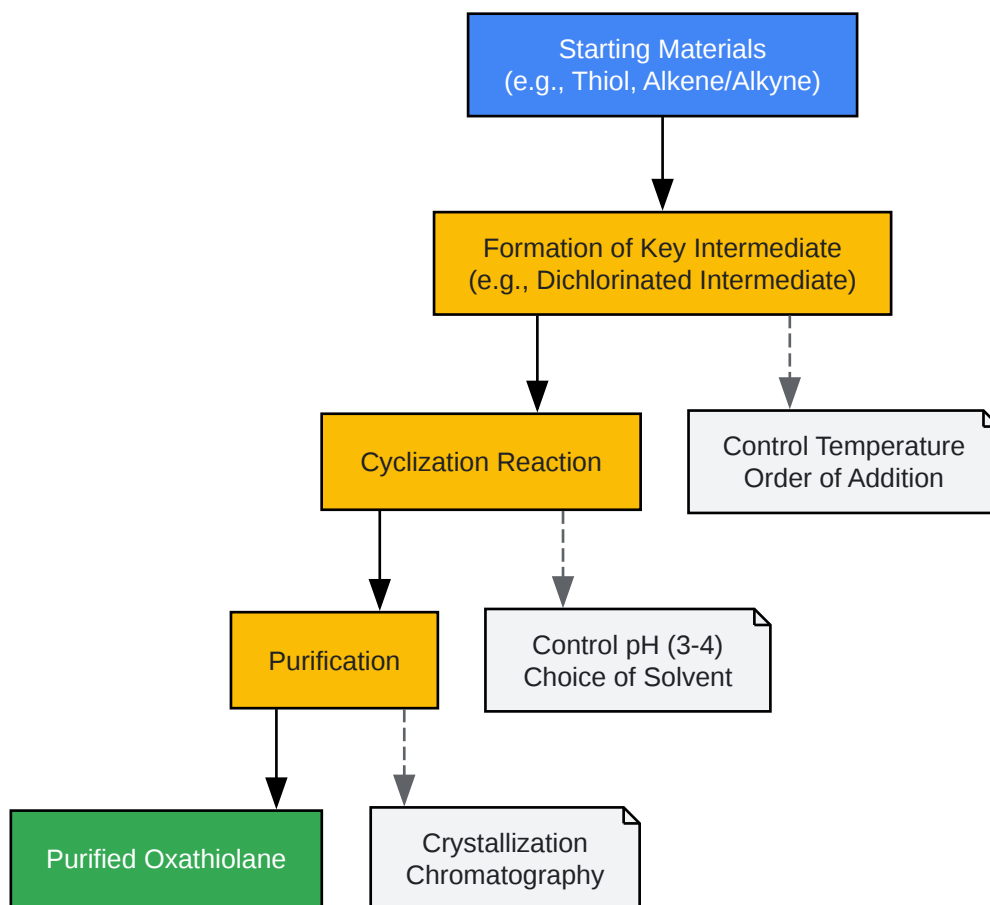 Starting Materials
(e.g., Thiol, Alkene/Alkyne)
Formation of Key Intermediate
(e.g., Dichlorinated Intermediate)
Cyclization Reaction
Control Temperature
Order of Addition
Purification
Control pH (3-4)
Choice of Solvent
Purified Oxathiolane
Crystallization
Chromatography